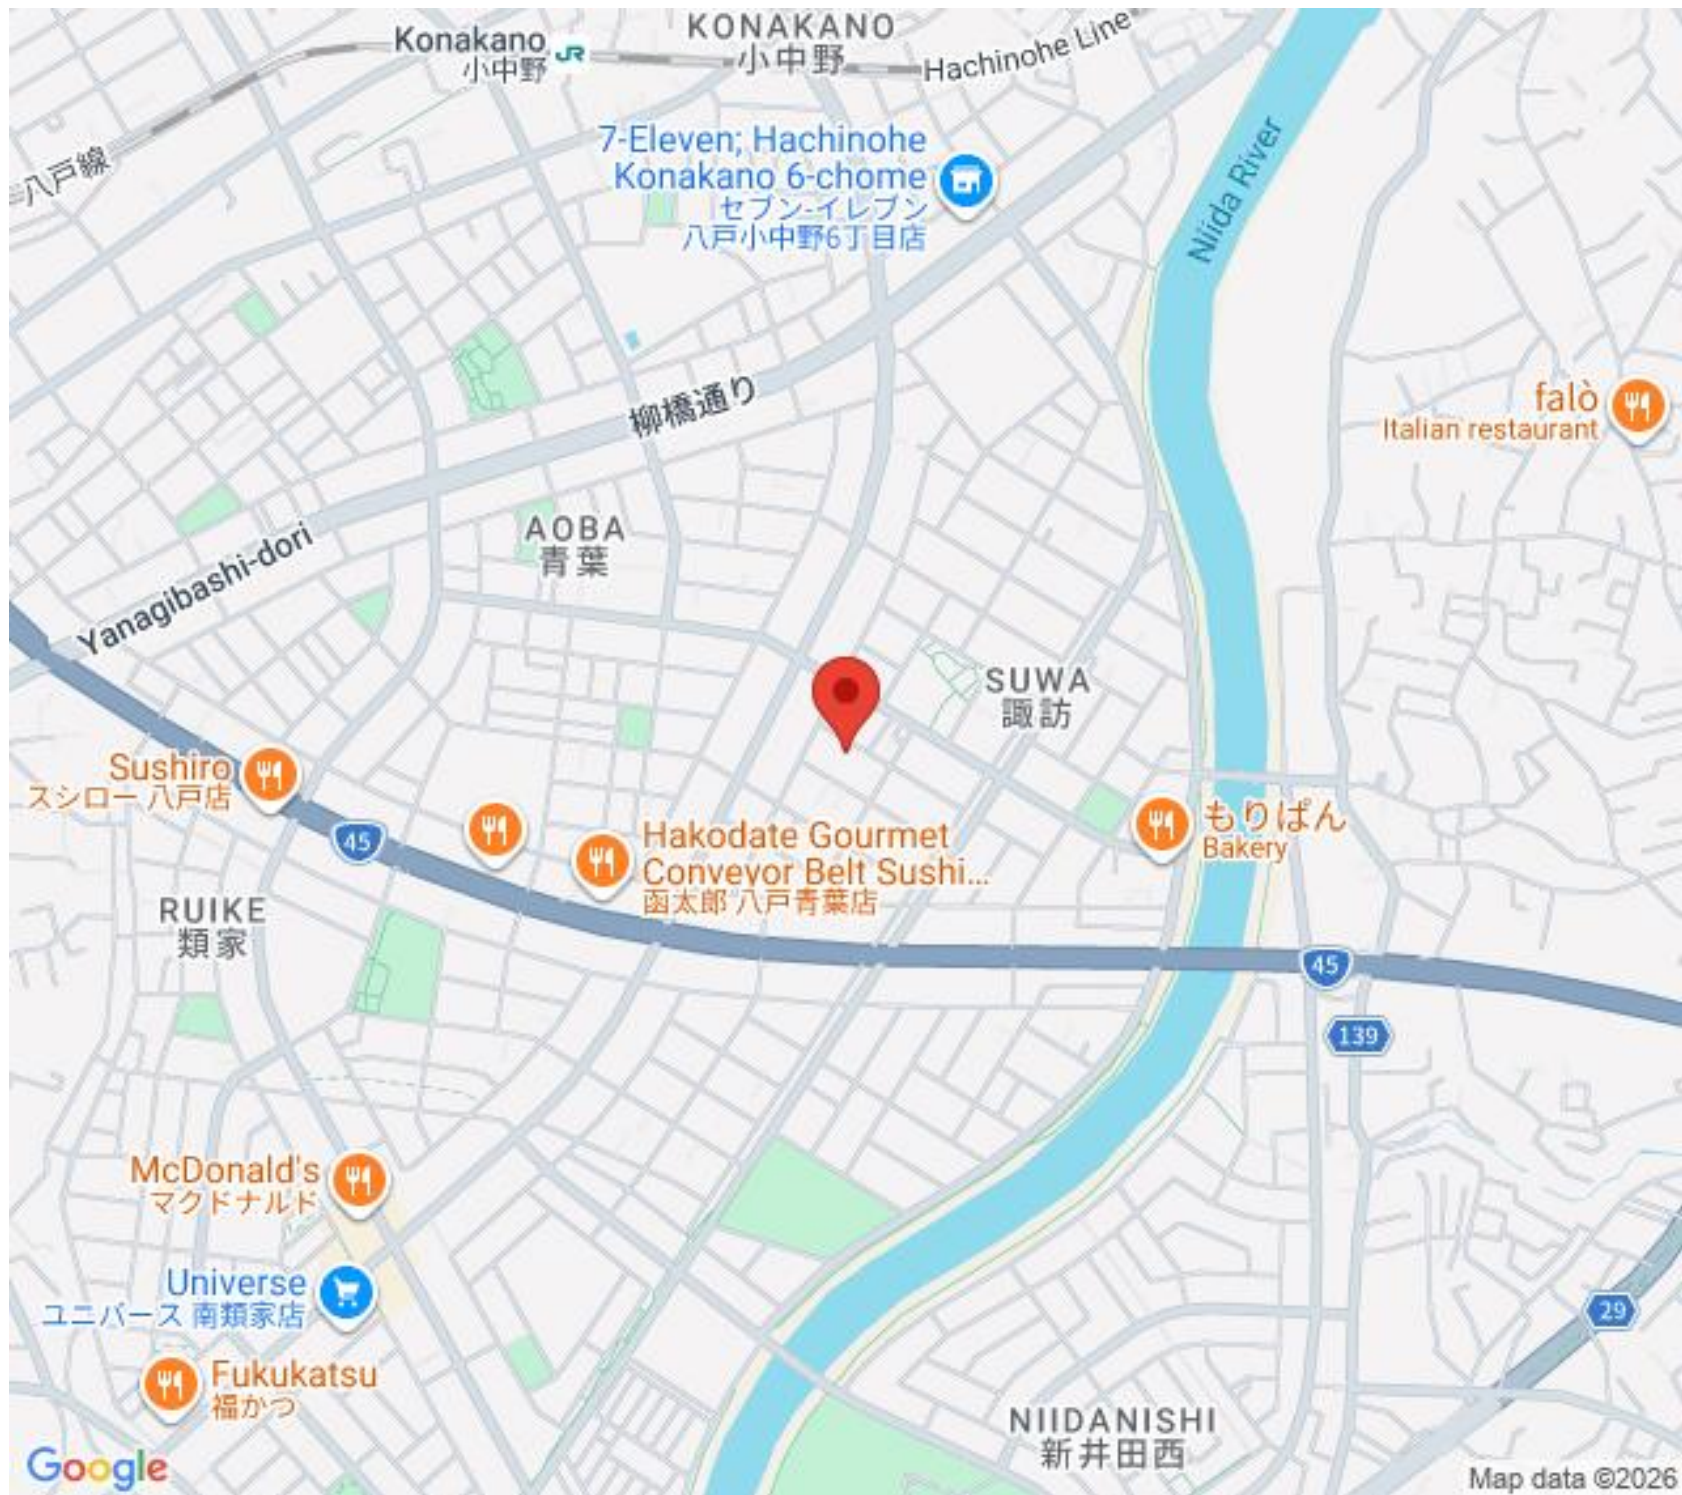 KONAKANO
小中野
Konakano
小中野
JR
Hachinohe Line
八戸線
7-Eleven; Hachinohe
Konakano 6-chome
セブン-イレブン
八戸小中野6丁目店
Niida River
falò
Italian restaurant
柳橋通り
AOBA
青葉
Yanagibashi-dori
SUWA
諏訪
Sushiro
スシロー 八戸店
45
Hakodate Gourmet
Conveyor Belt Sushi...
函太郎 八戸青葉店
もりぱん
Bakery
RUIKE
類家
45
139
McDonald's
マクドナルド
Universe
ユニバース 南類家店
29
Fukukatsu
福かつ
NIIDANISHI
新井田西
Google
Map data ©2026